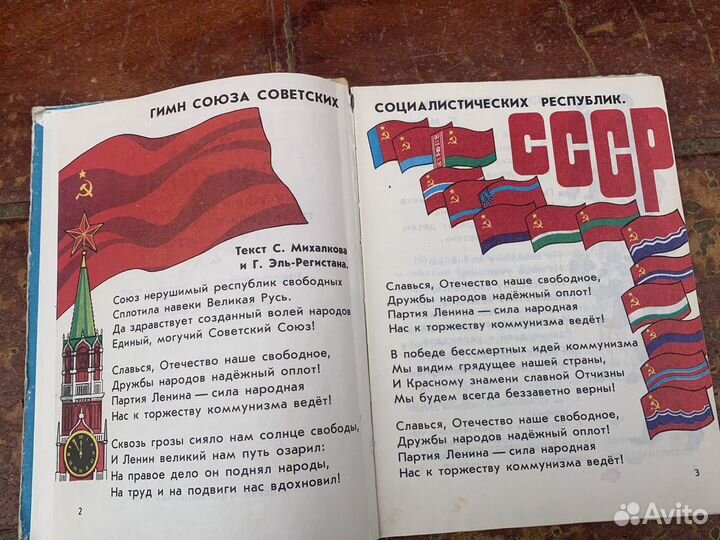 ГИМН СОЮЗА СОВЕТСКИХ
Текст С. Михалкова
и Г. Эль-Регистана.
Союз нерушимый республик свободных
Сплотила навеки Великая Русь.
Да здравствует созданный волей народов
Единый, могучий Советский Союз!
Славься, Отечество наше свободное,
Дружбы народов надёжный оплот!
Партия Ленина — сила народная
Нас к торжеству коммунизма ведёт!
Сквозь грозы сияло нам солнце свободы,
И Ленин великий нам путь озарил:
На правое дело он поднял народы,
На труд и на подвиги нас вдохновил!
2
СОЦИАЛИСТИЧЕСКИХ РЕСПУБЛИК.
СССР
Славься, Отечество наше свободное,
Дружбы народов надёжный оплот!
Партия Ленина — сила народная
Нас к торжеству коммунизма ведёт!
В победе бессмертных идей коммунизма
Мы видим грядущее нашей страны,
И Красному знамени славной Отчизны
Мы будем всегда беззаветно верны!
Славься, Отечество наше свободное,
Дружбы народов надёжный оплот!
Партия Ленина — сила народная
Нас к торжеству коммунизма ведёт!
3
Avito